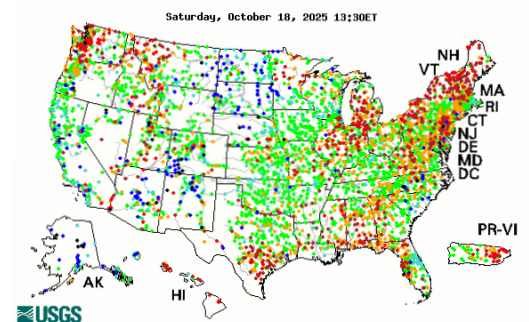 Saturday, October 18, 2025 13:30ET
NH
VT
MA
RI
CT
NJ
DE
MD
DC
PR-VI
AK
HI
USGS